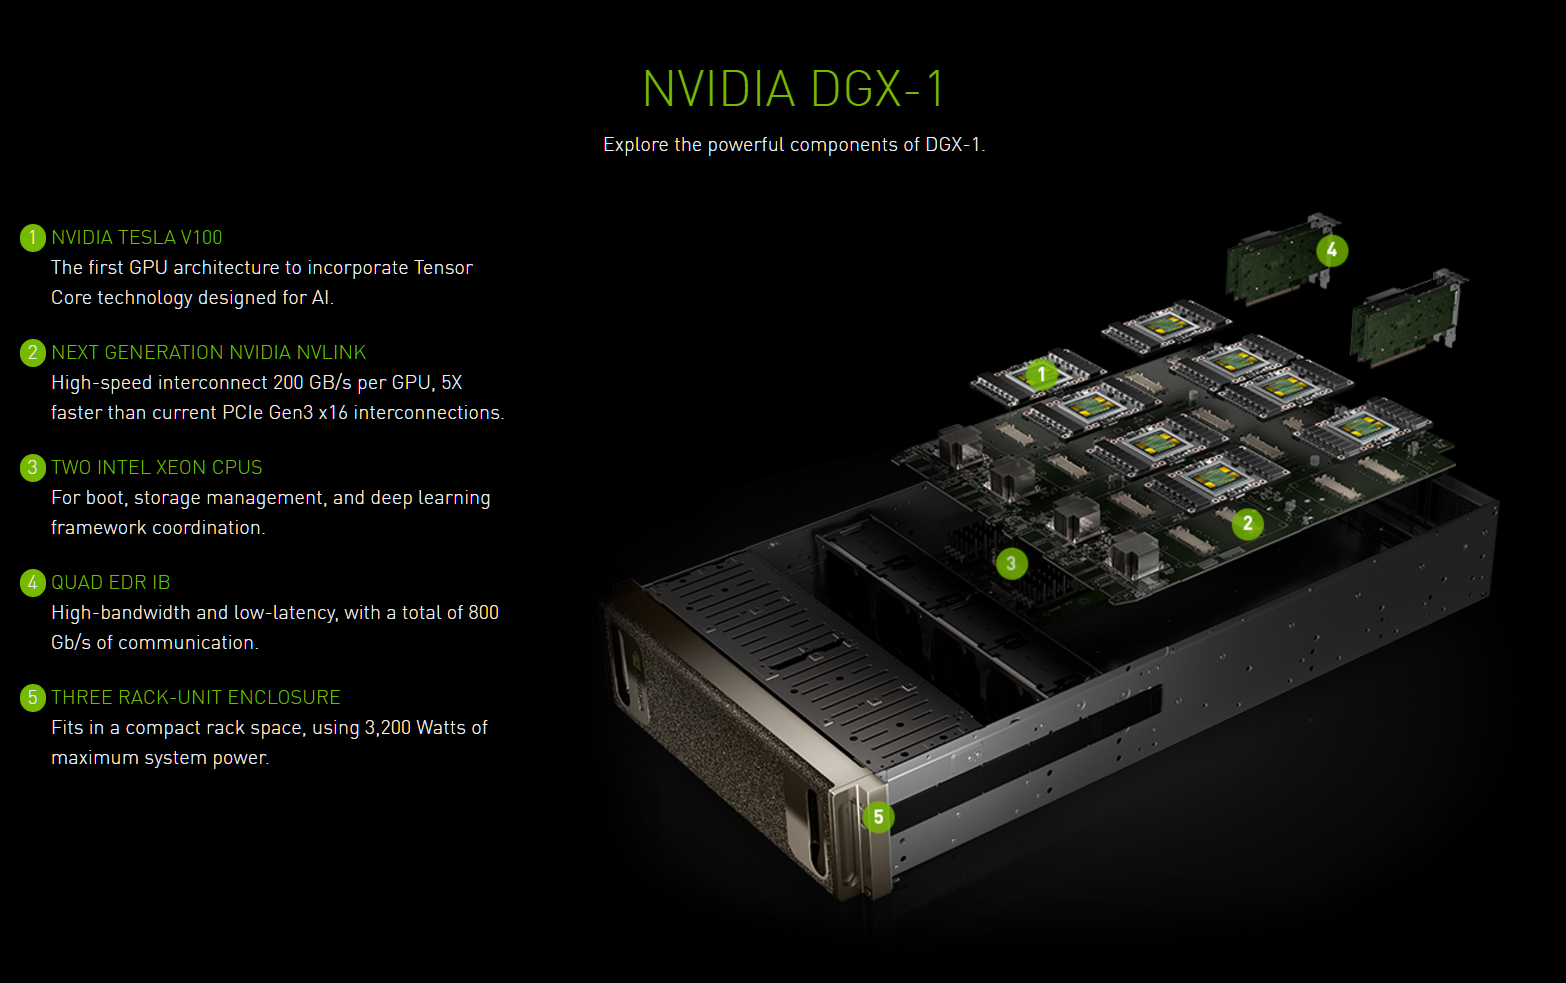 NVIDIA DGX-1
Explore the powerful components of DGX-1.
1 NVIDIA TESLA V100
The first GPU architecture to incorporate Tensor
Core technology designed for AI.
2 NEXT GENERATION NVIDIA NVLINK
High-speed interconnect 200 GB/s per GPU, 5X
faster than current PCIe Gen3 x16 interconnections.
3 TWO INTEL XEON CPUS
For boot, storage management, and deep learning
framework coordination.
4 QUAD EDR IB
High-bandwidth and low-latency, with a total of 800
Gb/s of communication.
5 THREE RACK-UNIT ENCLOSURE
Fits in a compact rack space, using 3,200 Watts of
maximum system power.
4
1
2
3
5